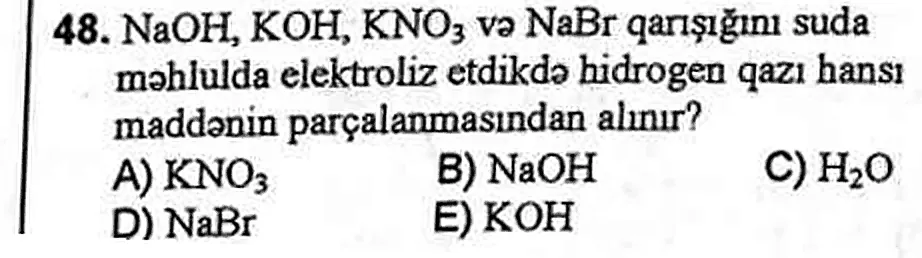 48. NaOH, KOH, KNO₃ və NaBr qarışığını suda
məhlulda elektroliz etdikdə hidrogen qazı hansı
maddənin parçalanmasından alınır?
A) KNO₃ B) NaOH C) H₂O
D) NaBr E) KOH